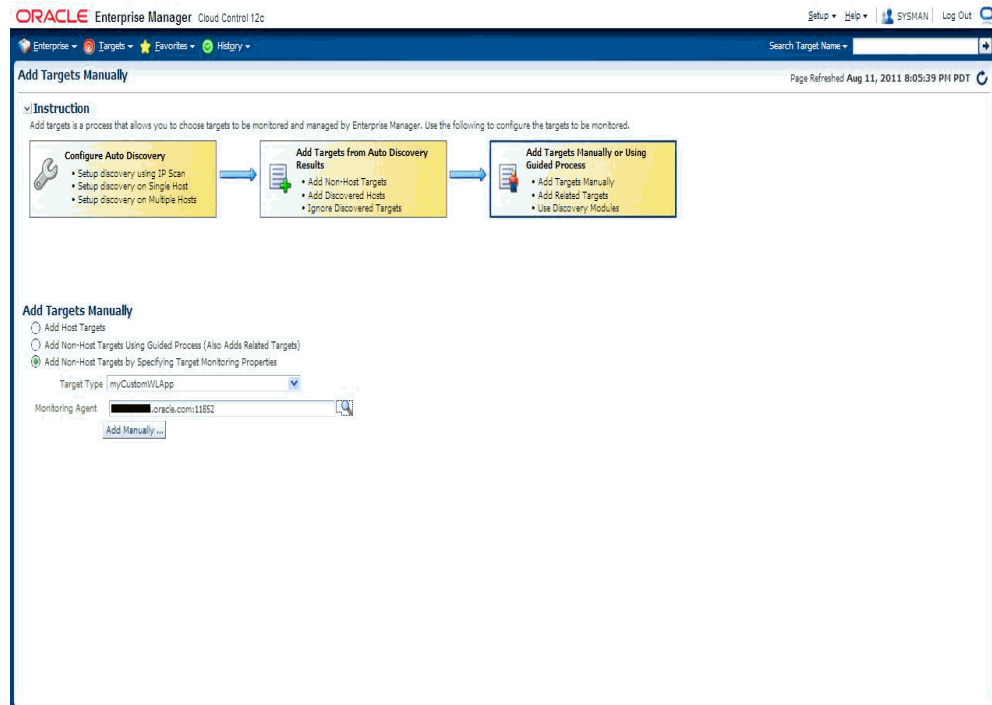 ORACLE Enterprise Manager Cloud Control 12c
Setup Help SYSMAN Log Out
Enterprise Targets Favorites History
Search Target Name
Add Targets Manually
Page Refreshed Aug 11, 2011 8:05:39 PM PDT
Instruction
Add targets is a process that allows you to choose targets to be monitored and managed by Enterprise Manager. Use the following to configure the targets to be monitored.
Configure Auto Discovery
• Setup discovery using IP Scan
• Setup discovery on Single Host
• Setup discovery on Multiple Hosts
Add Targets from Auto Discovery
Results
• Add Non-Host Targets
• Add Discovered Hosts
• Ignore Discovered Targets
Add Targets Manually or Using
Guided Process
• Add Targets Manually
• Add Related Targets
• Use Discovery Modules
Add Targets Manually
Add Host Targets
Add Non-Host Targets Using Guided Process (Also Adds Related Targets)
Add Non-Host Targets by Specifying Target Monitoring Properties
Target Type myCustomWLApp
Monitoring Agent .oracle.com:11852
Add Manually ...